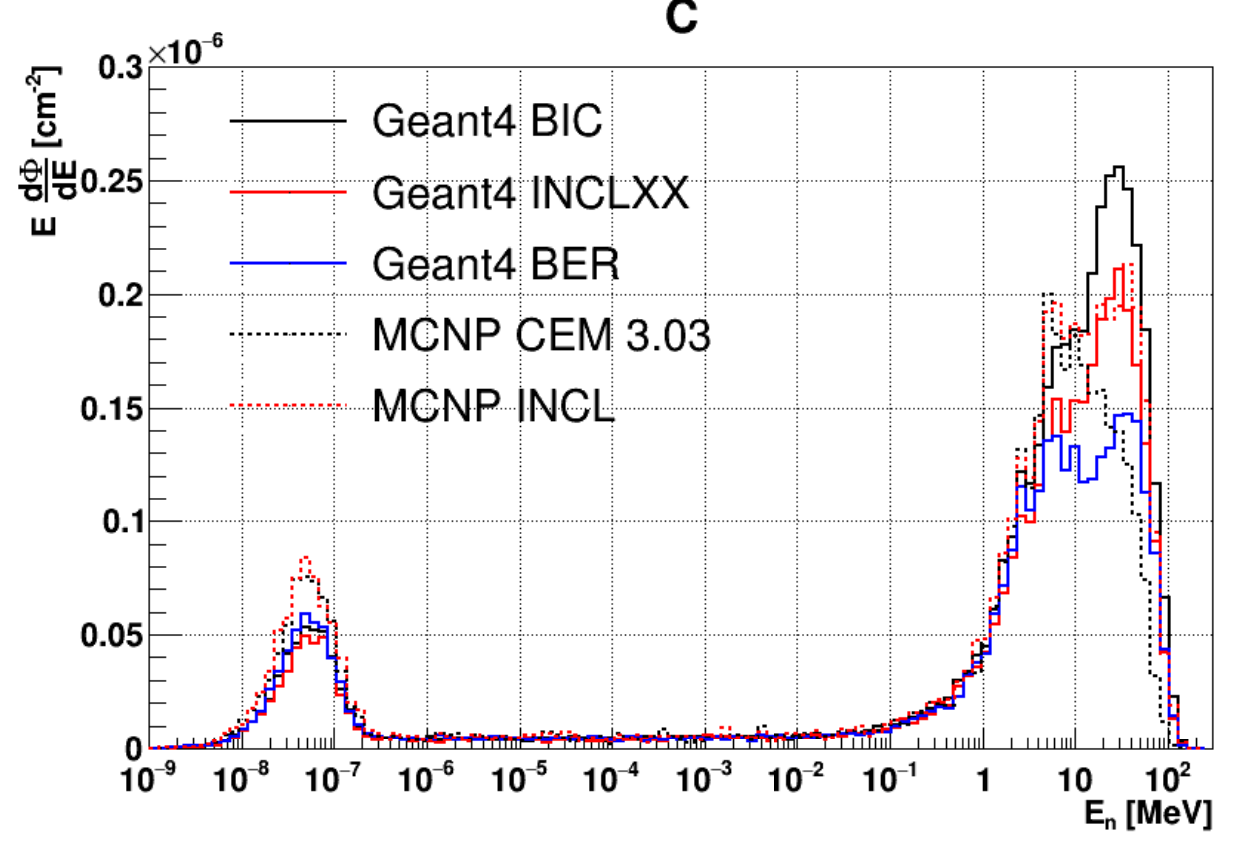 C
×10⁻⁶
E dΦ/dE [cm⁻²]
0.3
0.25
0.2
0.15
0.1
0.05
0
Geant4 BIC
Geant4 INCLXX
Geant4 BER
MCNP CEM 3.03
MCNP INCL
10⁻⁹ 10⁻⁸ 10⁻⁷ 10⁻⁶ 10⁻⁵ 10⁻⁴ 10⁻³ 10⁻² 10⁻¹ 1 10 10²
Eₙ [MeV]